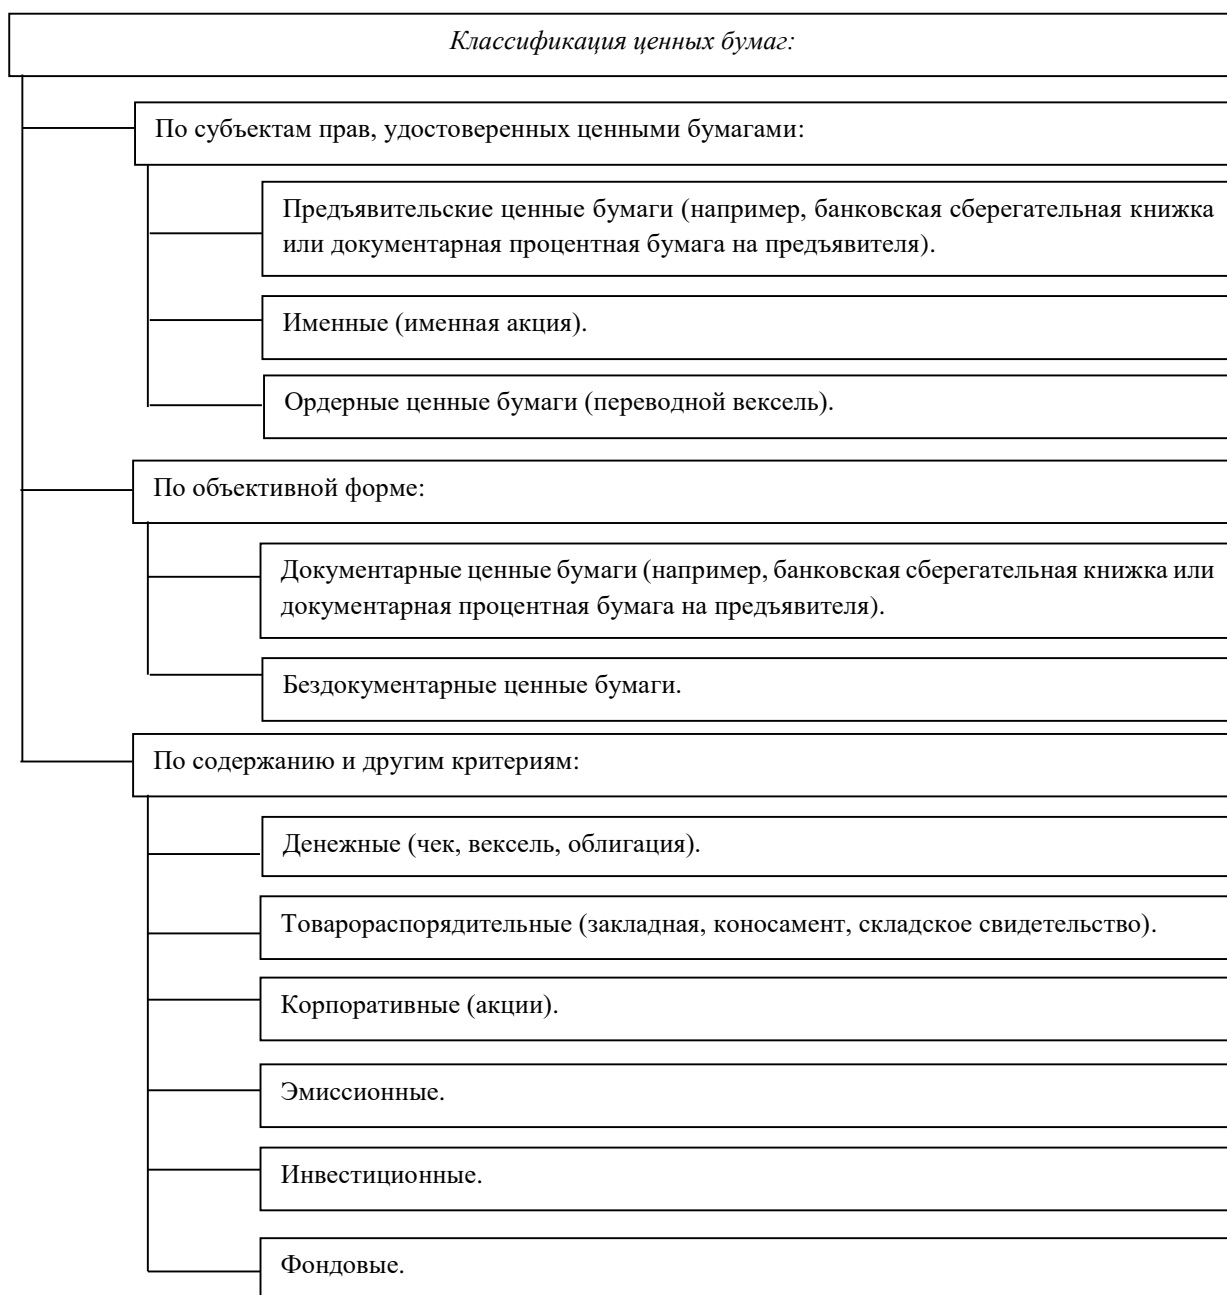 Классификация ценных бумаг:
По субъектам прав, удостоверенных ценными бумагами:
Предъявительские ценные бумаги (например, банковская сберегательная книжка
или документарная процентная бумага на предъявителя).
Именные (именная акция).
Ордерные ценные бумаги (переводной вексель).
По объективной форме:
Документарные ценные бумаги (например, банковская сберегательная книжка или
документарная процентная бумага на предъявителя).
Бездокументарные ценные бумаги.
По содержанию и другим критериям:
Денежные (чек, вексель, облигация).
Товарораспорядительные (закладная, коносамент, складское свидетельство).
Корпоративные (акции).
Эмиссионные.
Инвестиционные.
Фондовые.